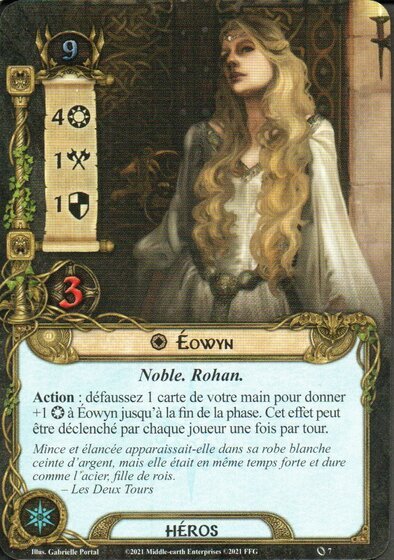 9
4
1
1
3
Éowyn
Noble. Rohan.
Action : défaussez 1 carte de votre main pour donner
+1 à Éowyn jusqu'à la fin de la phase. Cet effet peut
être déclenché par chaque joueur une fois par tour.
Mince et élancée apparaissait-elle dans sa robe blanche
ceinte d'argent, mais elle était en même temps forte et dure
comme l'acier, fille de rois.
– Les Deux Tours
HÉROS
Illus. Gabrielle Portal ©2021 Middle-earth Enterprises ©2021 FFG 7